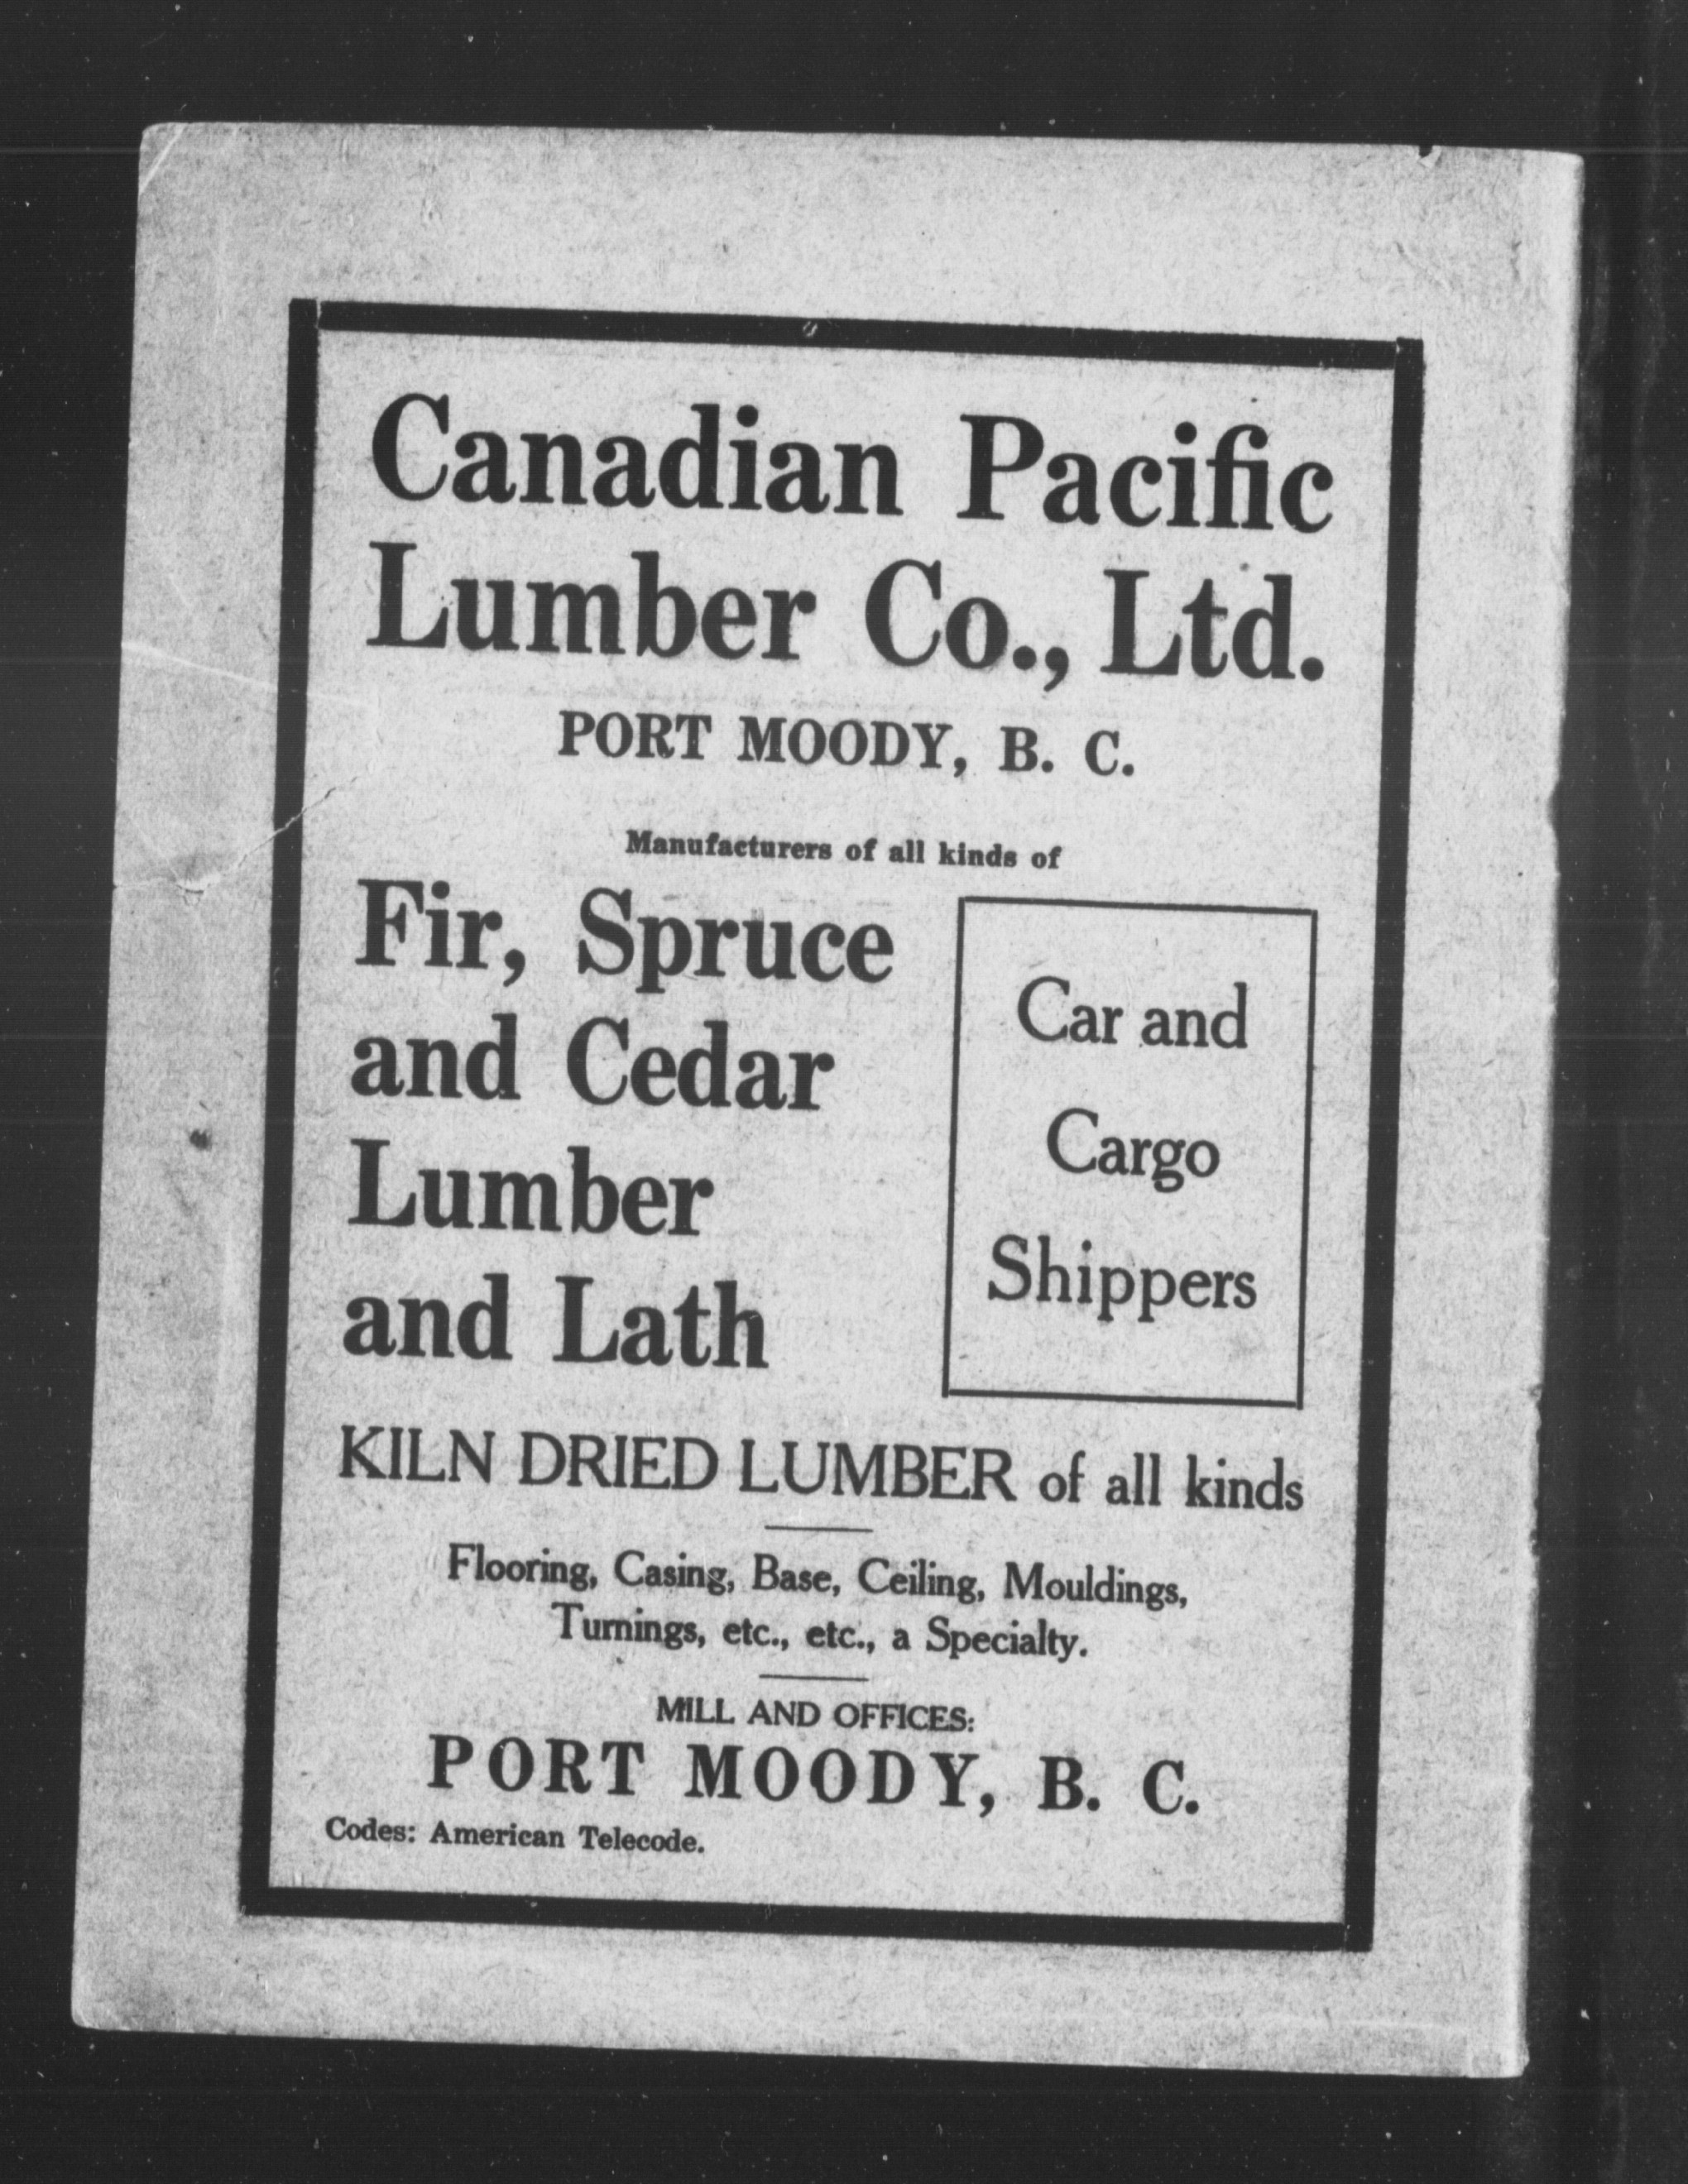 Canadian Pacific
Lumber Co., Ltd.
PORT MOODY, B. C.
Manufacturers of all kinds of
Fir, Spruce
and Cedar
Lumber
and Lath
Car and
Cargo
Shippers
KILN DRIED LUMBER of all kinds
Flooring, Casing, Base, Ceiling, Mouldings,
Turnings, etc., etc., a Specialty.
MILL AND OFFICES:
PORT MOODY, B. C.
Codes: American Telecode.